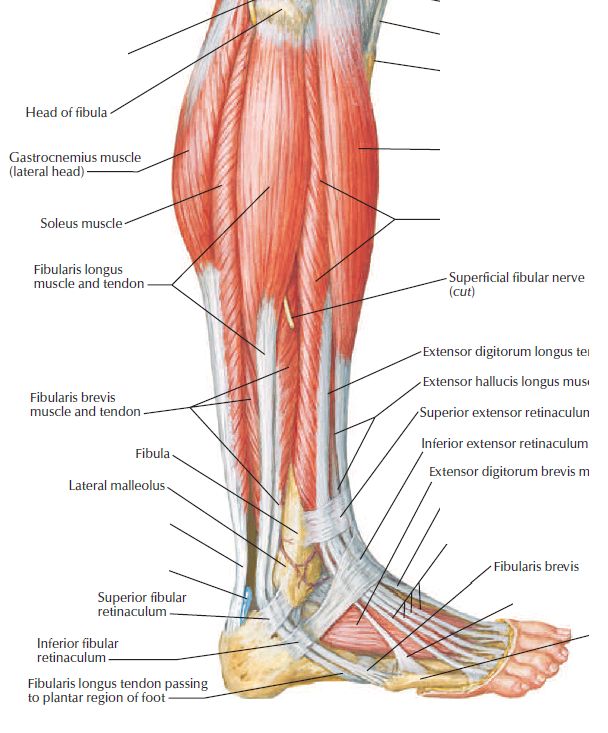 Head of fibula
Gastrocnemius muscle
(lateral head)
Soleus muscle
Fibularis longus
muscle and tendon
Superficial fibular nerve
(cut)
Extensor digitorum longus te
Extensor hallucis longus mus
Fibularis brevis
muscle and tendon
Superior extensor retinaculum
Inferior extensor retinaculum
Fibula
Extensor digitorum brevis m
Lateral malleolus
Fibularis brevis
Superior fibular
retinaculum
Inferior fibular
retinaculum
Fibularis longus tendon passing
to plantar region of foot